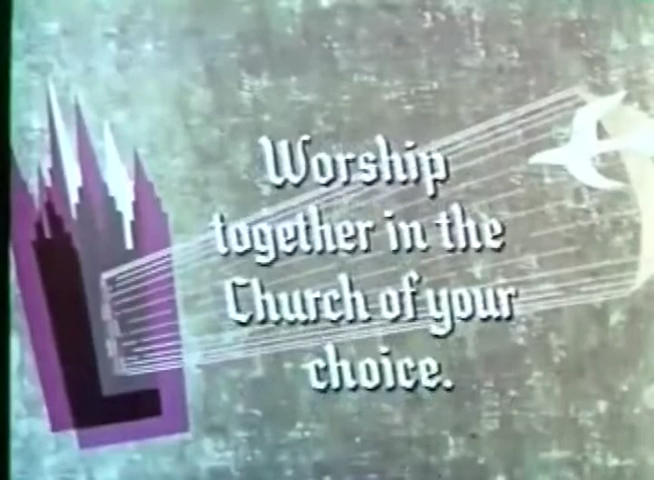 Worship
together in the
Church of your
choice.